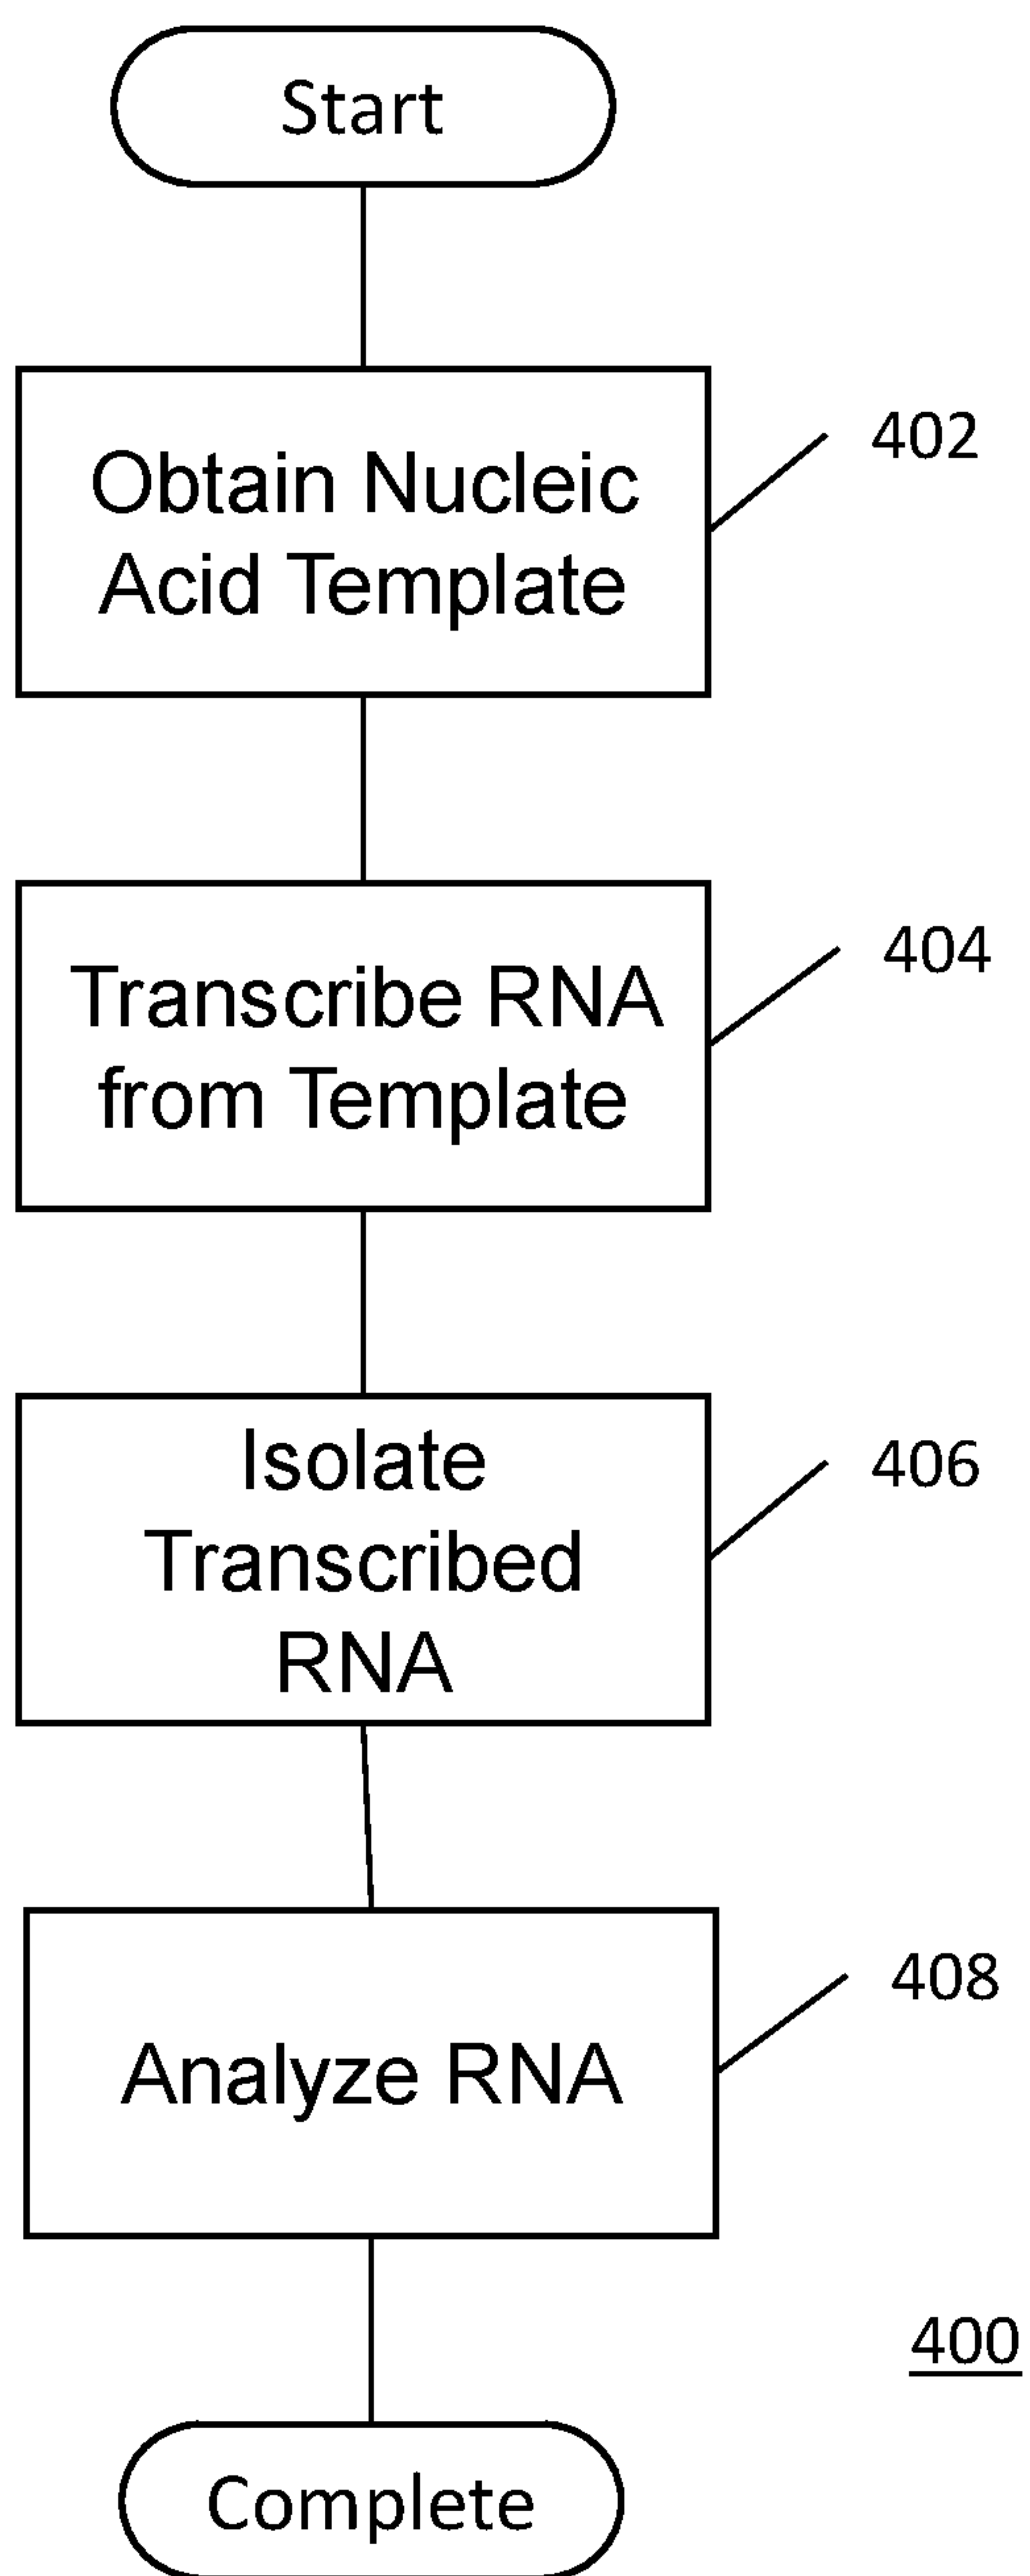 Start
Obtain Nucleic
Acid Template
402
Transcribe RNA
from Template
404
Isolate
Transcribed
RNA
406
Analyze RNA
408
400
Complete